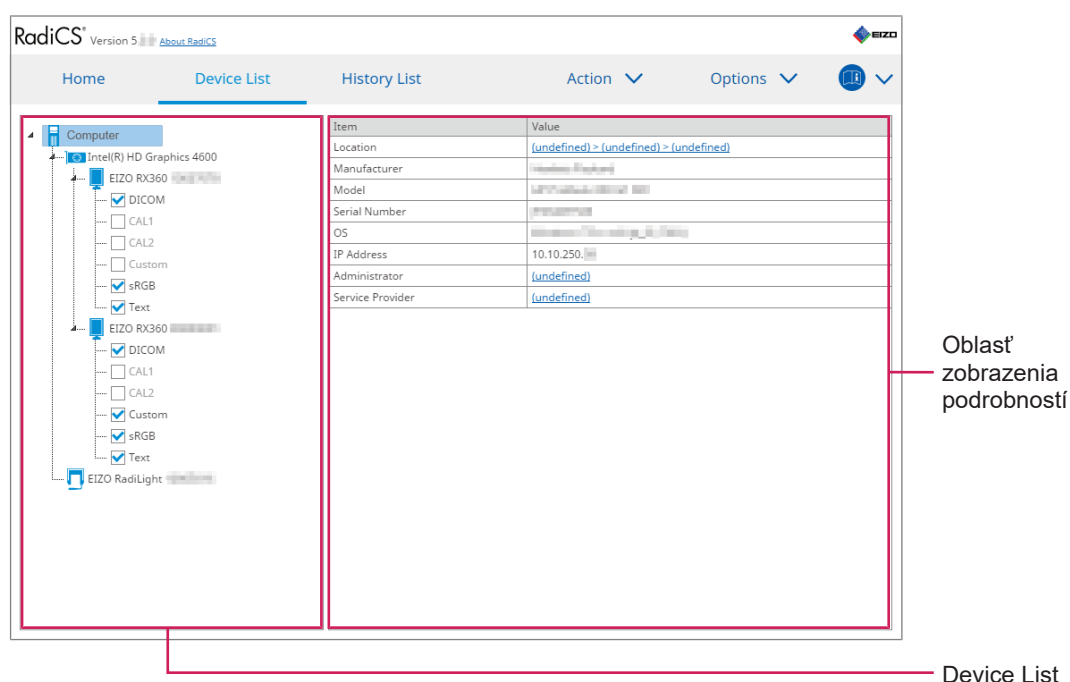 RadiCS® Version 5. About RadiCS
EIZO
Home Device List History List Action Options
Computer
Intel(R) HD Graphics 4600
EIZO RX360
DICOM
CAL1
CAL2
Custom
sRGB
Text
EIZO RX360
DICOM
CAL1
CAL2
Custom
sRGB
Text
EIZO RadiLight
Item Value
Location (undefined) > (undefined) > (undefined)
Manufacturer
Model
Serial Number
OS
IP Address 10.10.250.
Administrator (undefined)
Service Provider (undefined)
Oblasť
zobrazenia
podrobností
Device List